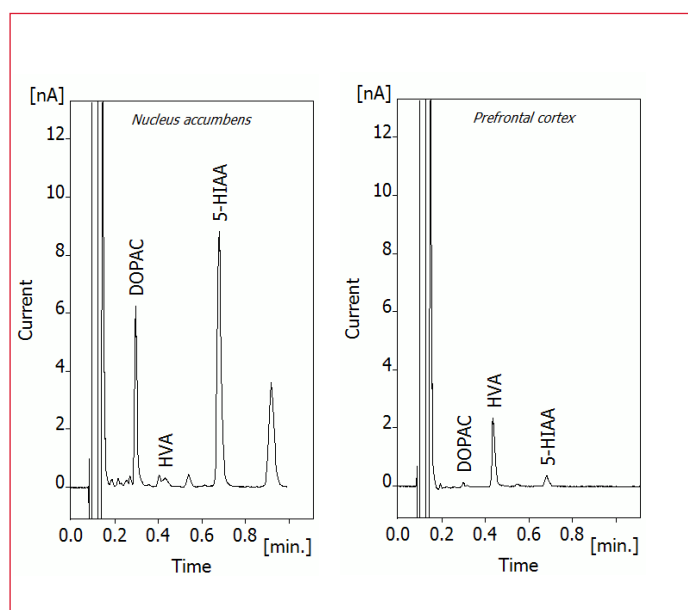 [nA]
Nucleus accumbens
12
10
8
6
4
2
0
Current
DOPAC
HVA
5-HIAA
0.0 0.2 0.4 0.6 0.8
[min.]
Time
[nA]
Prefrontal cortex
12
10
8
6
4
2
0
Current
DOPAC
HVA
5-HIAA
0.0 0.2 0.4 0.6 0.8
[min.]
Time